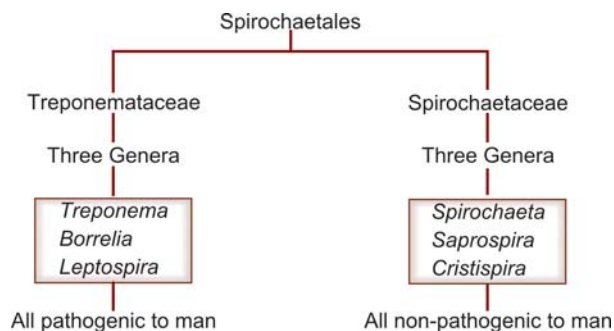 Spirochaetales
Treponemataceae
Spirochaetaceae
Three Genera
Three Genera
Treponema
Borrelia
Leptospira
Spirochaeta
Saprospira
Cristispira
All pathogenic to man
All non-pathogenic to man